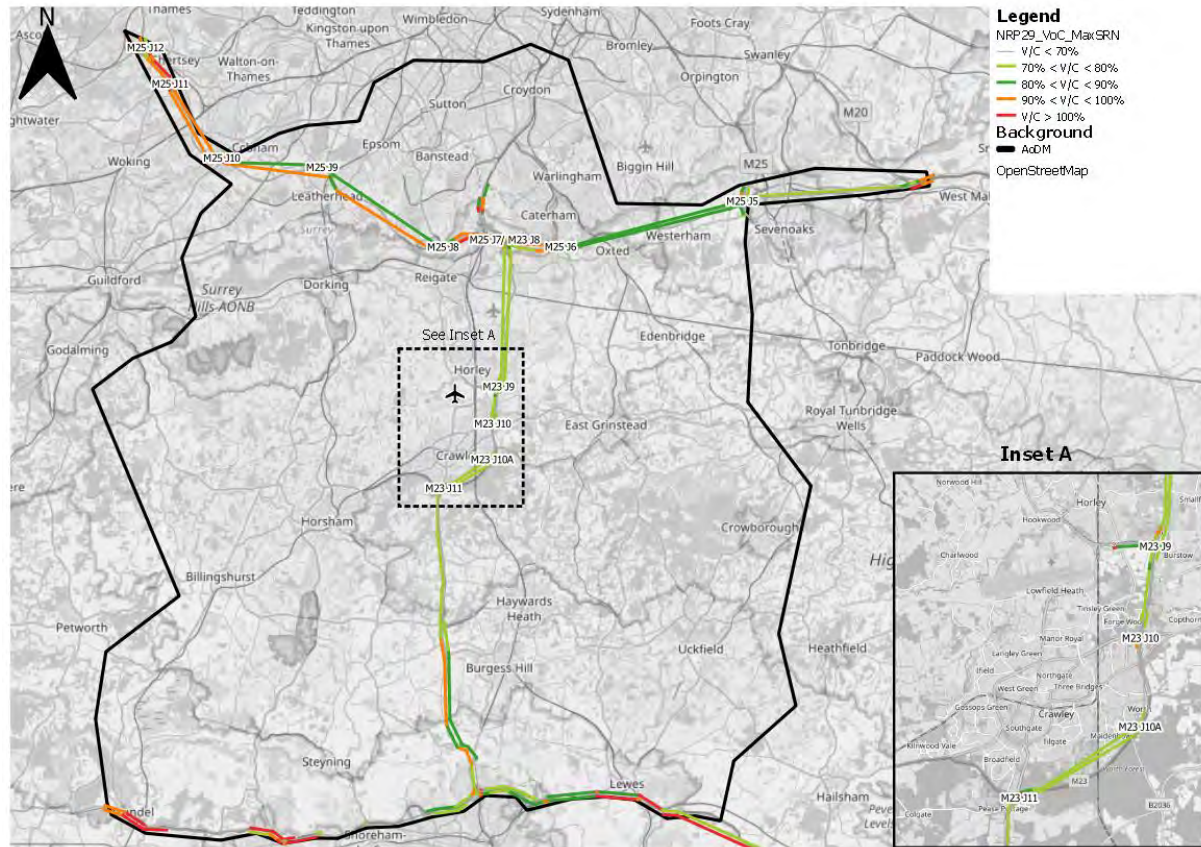 N
Legend
NRP29_VoC_MaxSRN
V/C < 70%
70% < V/C < 80%
80% < V/C < 90%
90% < V/C < 100%
V/C > 100%
Background
AoDM
OpenStreetMap
Thames
Teddington
Wimbledon
Sydenham
Foots Cray
Kingston upon
Thames
Bromley
Swanley
M25 J12
Walton-on-
Thames
Orpington
M25 J11
Croydon
Sutton
M20
Epsom
Banstead
Biggin Hill
M25
Woking
Cobham
M25 J10
M25 J9
Warlingham
Leatherhead
Caterham
M25 J5
Sevenoaks
Surrey
M25 J8
M25 J7/
M23 J8
M25 J6
Oxted
Westerham
Guildford
Dorking
Reigate
Surrey
Hills AONB
See Inset A
Edenbridge
Tonbridge
Paddock Wood
Godalming
Horley
M23 J9
Royal Tunbridge
Wells
M23 J10
East Grinstead
M23 J10A
M23 J11
Horsham
Crowborough
Billingshurst
Haywards
Heath
Petworth
Burgess Hill
Uckfield
Heathfield
Steyning
Lewes
Hailsham
Shoreham-
Inset A
Norwood Hill
Horley
Hookwood
M23 J9
Burstow
Charlwood
Lowfield Heath
Tinsley Green
Forge Wood
M23 J10
Manor Royal
Langley Green
Ifield
Northgate
West Green
Three Bridges
Gossops Green
Crawley
Worth
Southgate
Tilgate
M23 J10A
Broadfield
M23
M23 J11
Pease Pottage
Colgate
B2036